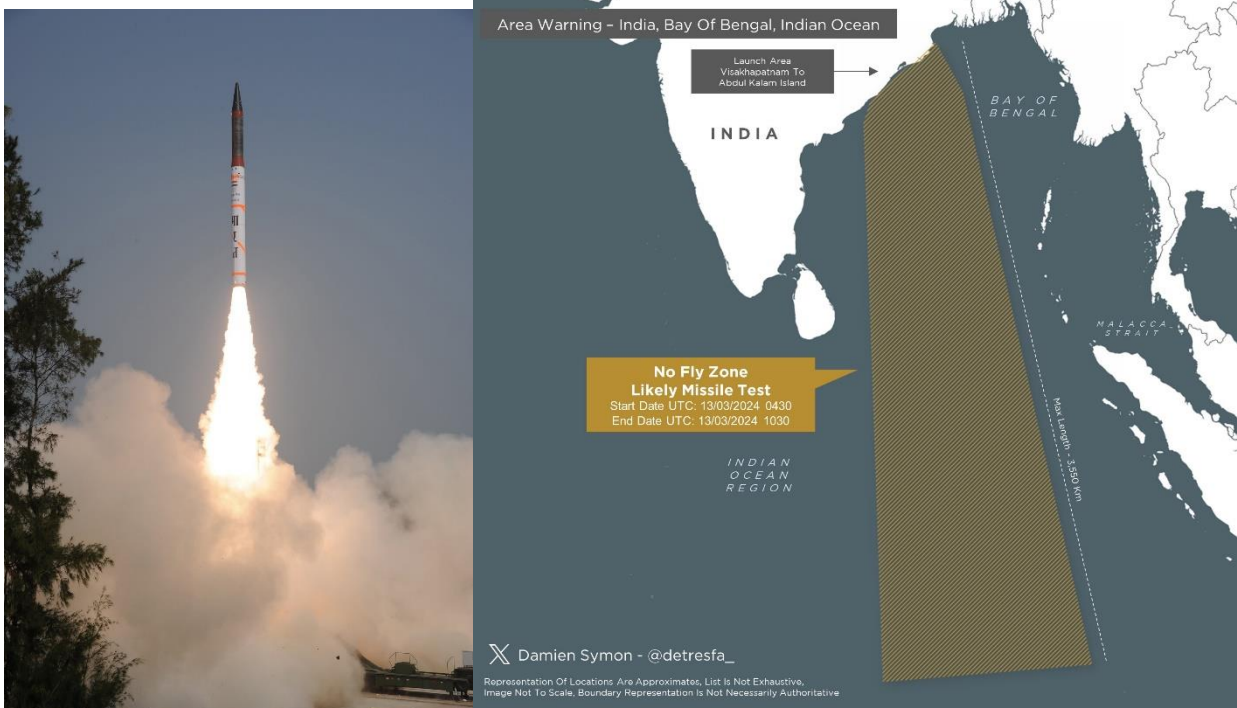 Area Warning – India, Bay Of Bengal, Indian Ocean
Launch Area
Visakhapatnam To
Abdul Kalam Island
BAY OF
BENGAL
INDIA
MALACCA
STRAIT
No Fly Zone
Likely Missile Test
Start Date UTC: 13/03/2024 0430
End Date UTC: 13/03/2024 1030
Max Length - 3,550 Km
INDIAN
OCEAN
REGION
X Damien Symon - @detresfa_
Representation Of Locations Are Approximates, List Is Not Exhaustive,
Image Not To Scale, Boundary Representation Is Not Necessarily Authoritative